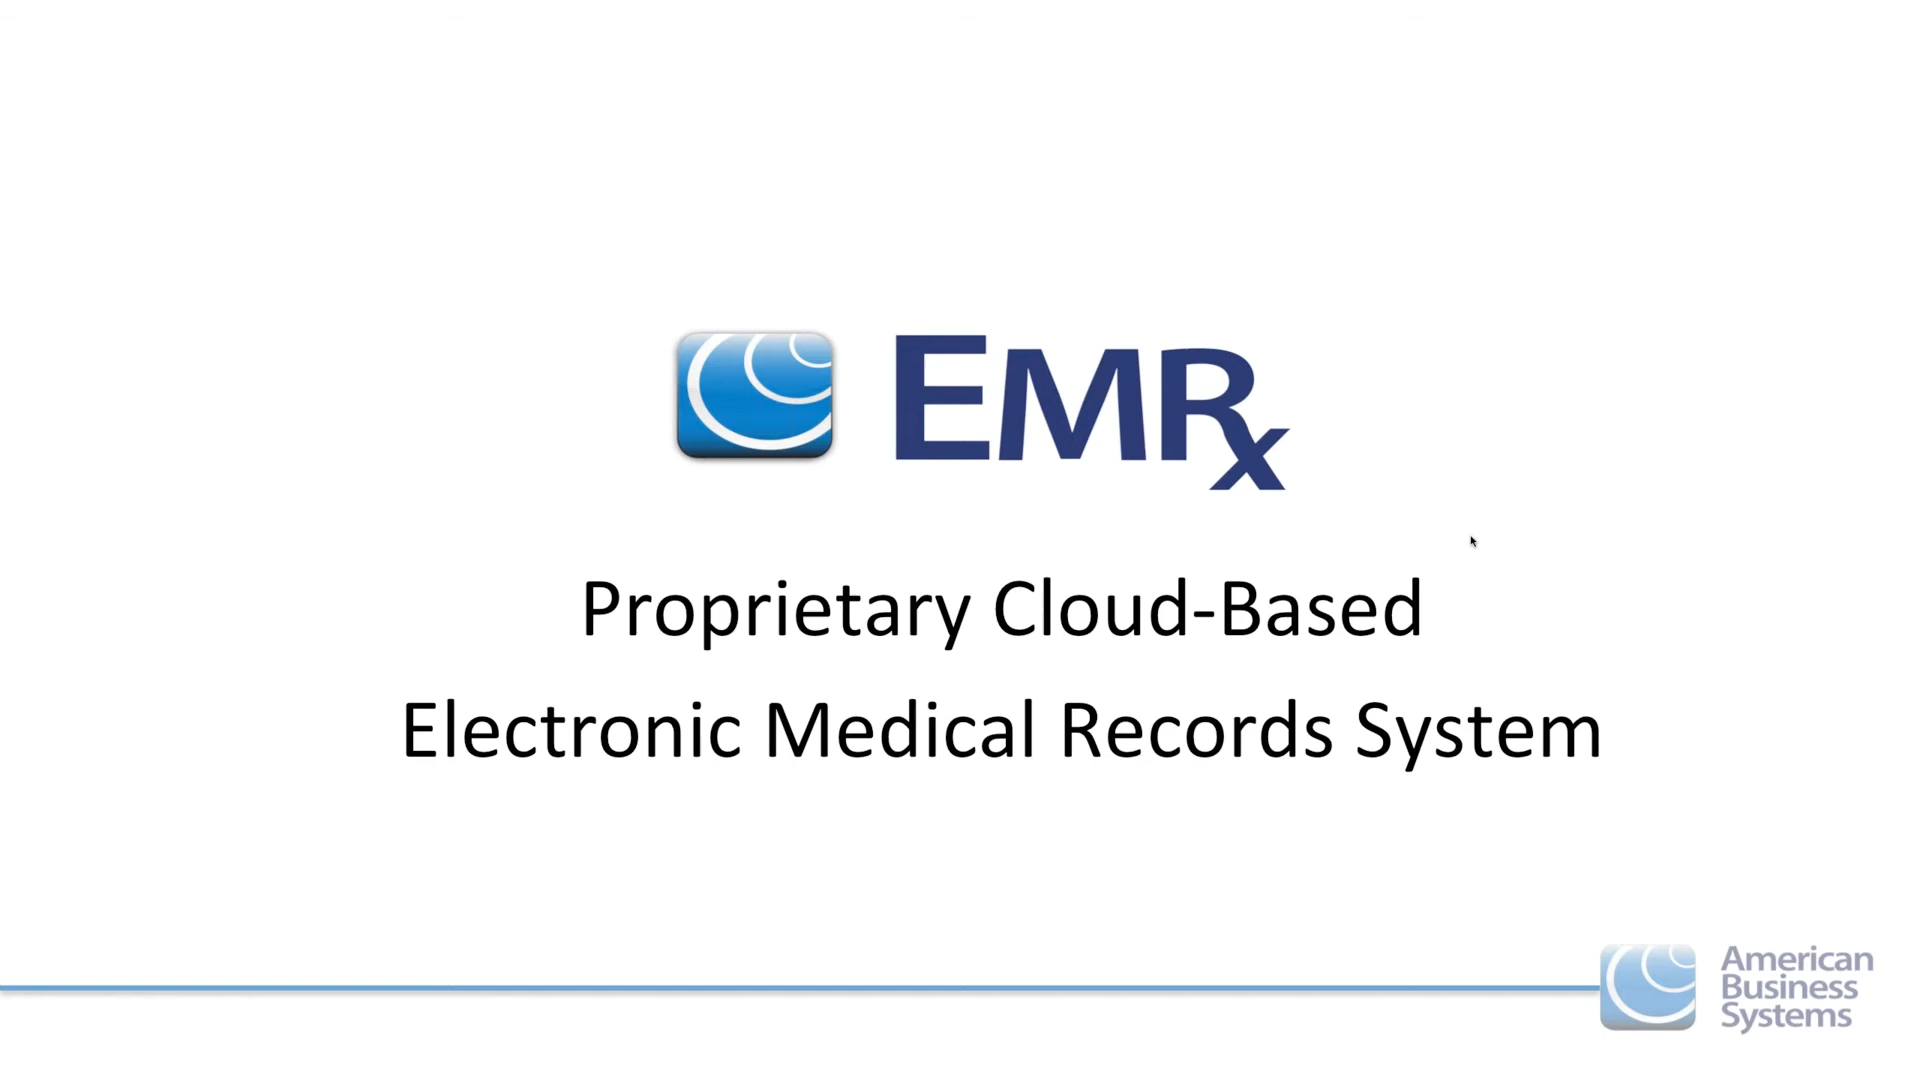 EMRx
Proprietary Cloud-Based
Electronic Medical Records System
American
Business
Systems